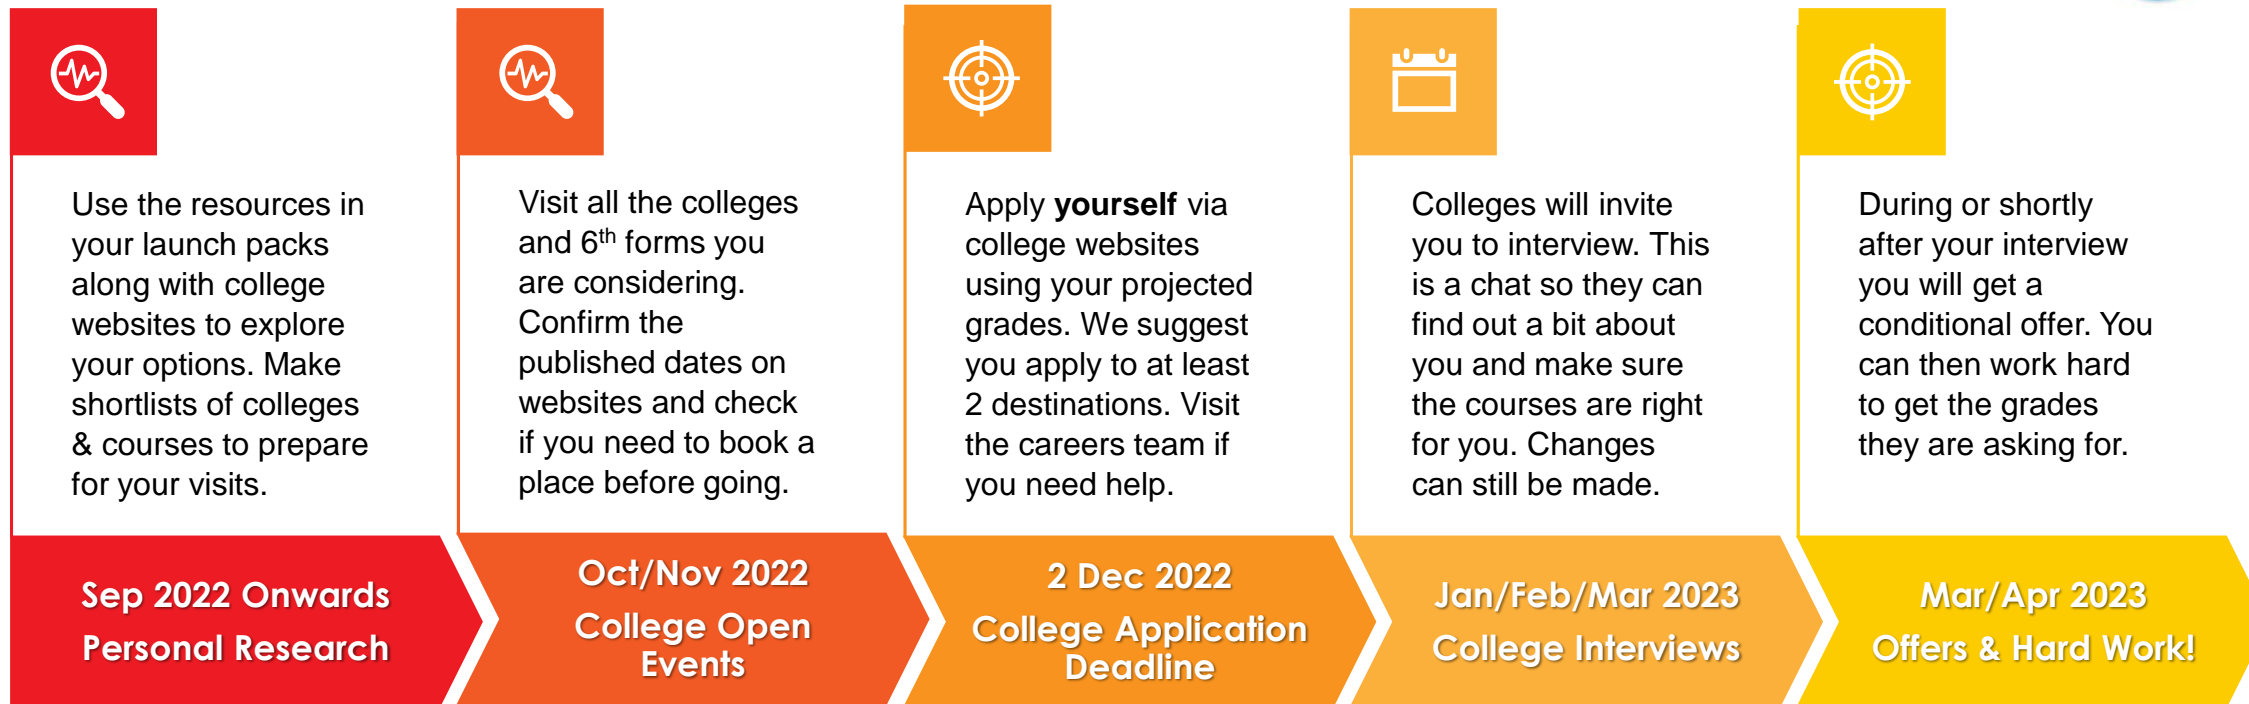 Use the resources in
your launch packs
along with college
websites to explore
your options. Make
shortlists of colleges
& courses to prepare
for your visits.
Sep 2022 Onwards
Personal Research
Visit all the colleges
and 6th forms you
are considering.
Confirm the
published dates on
websites and check
if you need to book a
place before going.
Oct/Nov 2022
College Open
Events
Apply yourself via
college websites
using your projected
grades. We suggest
you apply to at least
2 destinations. Visit
the careers team if
you need help.
2 Dec 2022
College Application
Deadline
Colleges will invite
you to interview. This
is a chat so they can
find out a bit about
you and make sure
the courses are right
for you. Changes
can still be made.
Jan/Feb/Mar 2023
College Interviews
During or shortly
after your interview
you will get a
conditional offer. You
can then work hard
to get the grades
they are asking for.
Mar/Apr 2023
Offers & Hard Work!